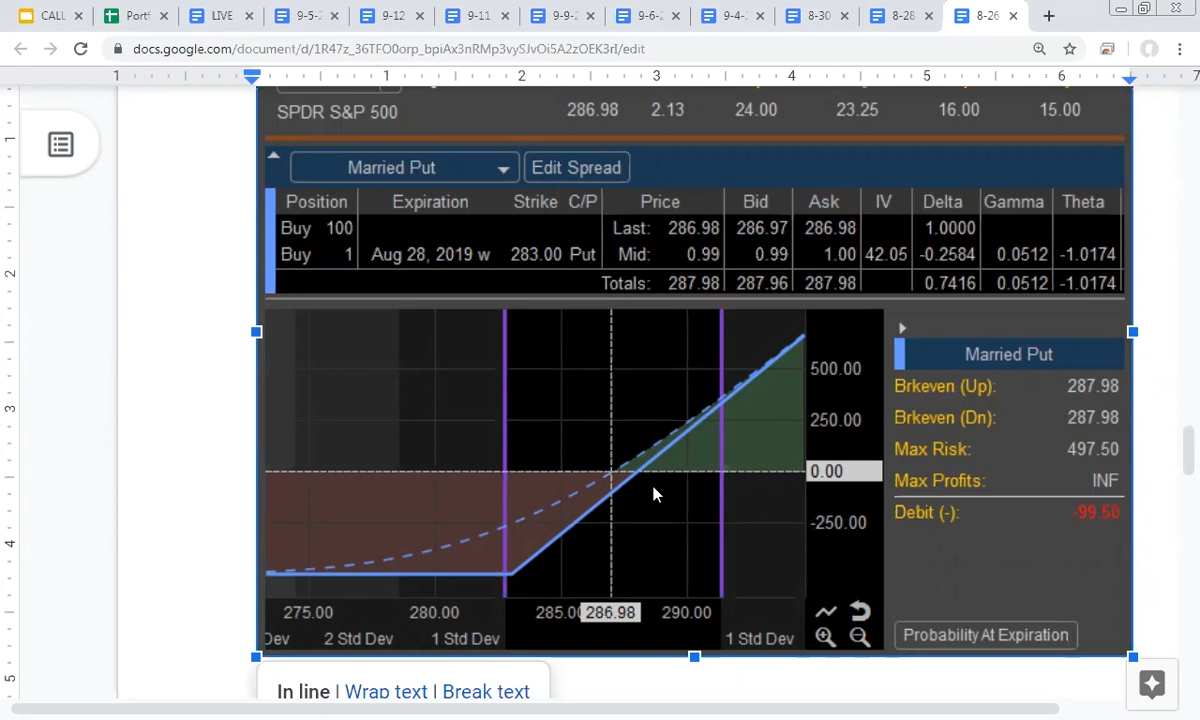 CALL Portf LIVE 9-5- 9-12 9-11 9-9- 9-6- 9-4- 8-30 8-28 8-26
docs.google.com/document/d/1R47z_36TFO0orp_bpiAx3nRMp3vySJvOi5A2zOEK3rI/edit
1 1 2 3 4 5 6 7
SPDR S&P 500 286.98 2.13 24.00 23.25 16.00 15.00
Married Put Edit Spread
Position Expiration Strike C/P Price Bid Ask IV Delta Gamma Theta
Buy 100 Last: 286.98 286.97 286.98 1.0000
Buy 1 Aug 28, 2019 w 283.00 Put Mid: 0.99 0.99 1.00 42.05 -0.2584 0.0512 -1.0174
Totals: 287.98 287.96 287.98 0.7416 0.0512 -1.0174
Married Put
500.00
250.00
0.00
-250.00
Brkeven (Up): 287.98
Brkeven (Dn): 287.98
Max Risk: 497.50
Max Profits: INF
Debit (-): -99.50
275.00 280.00 285.0 286.98 290.00
Dev 2 Std Dev 1 Std Dev 1 Std Dev
Probability At Expiration
In line | Wrap text | Break text
1
2
3
4
5